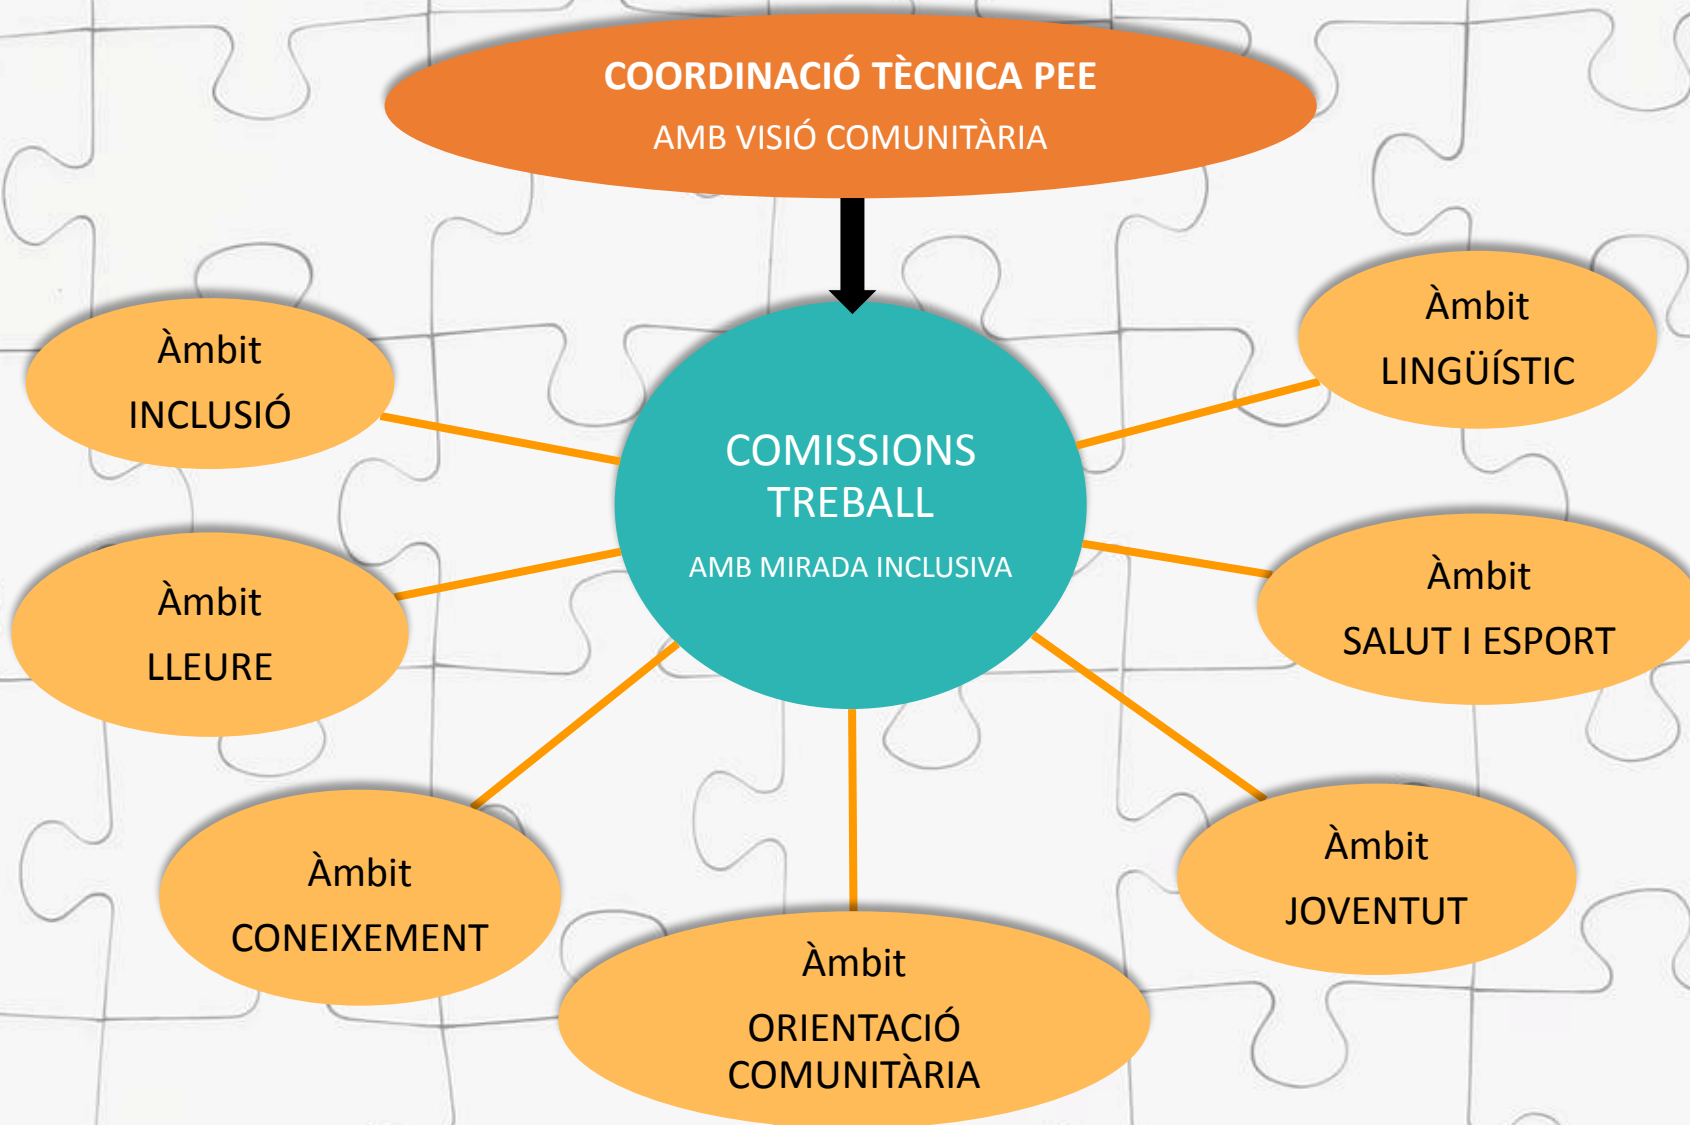 COORDINACIÓ TÈCNICA PEE
AMB VISIÓ COMUNITÀRIA
Àmbit
INCLUSIÓ
Àmbit
LINGÜÍSTIC
COMISSIONS
TREBALL
AMB MIRADA INCLUSIVA
Àmbit
LLEURE
Àmbit
SALUT I ESPORT
Àmbit
CONEIXEMENT
Àmbit
ORIENTACIÓ
COMUNITÀRIA
Àmbit
JOVENTUT